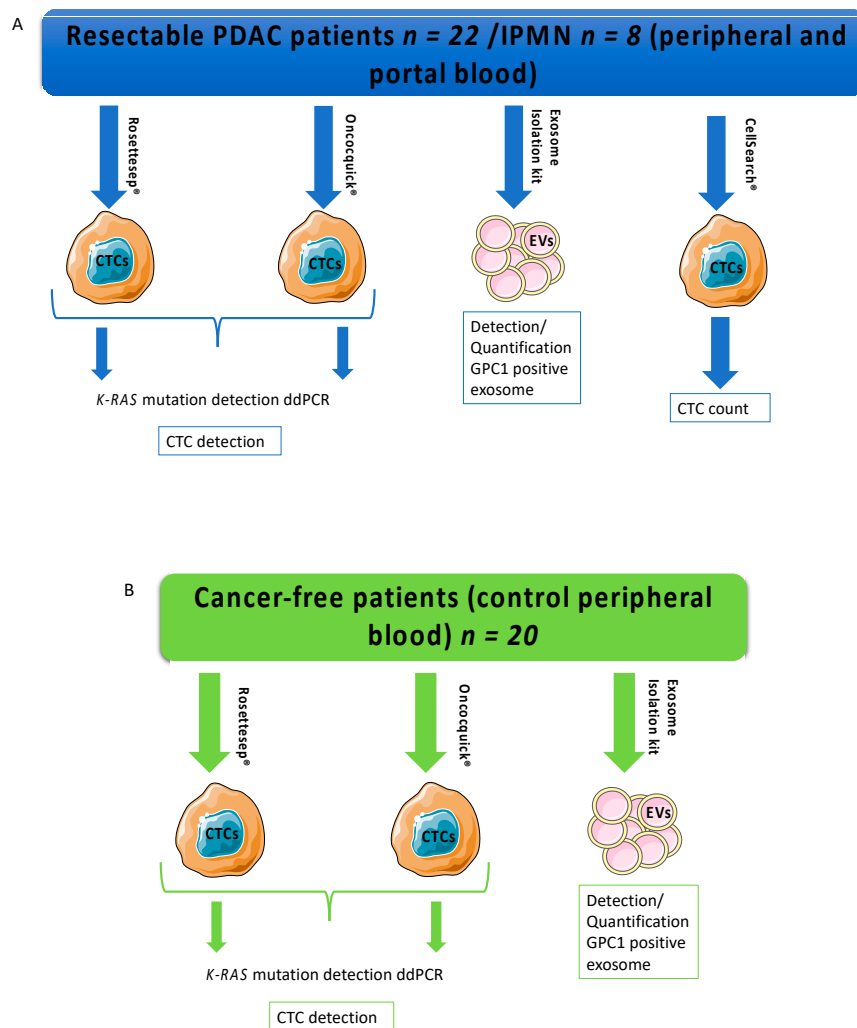 A
Resectable PDAC patients n = 22 /IPMN n = 8 (peripheral and
portal blood)
Rosettesep®
Oncocquick®
Exosome
Isolation kit
CellSearch®
CTCs
CTCs
EVs
CTCs
Detection/
Quantification
GPC1 positive
exosome
K-RAS mutation detection ddPCR
CTC count
CTC detection
B
Cancer-free patients (control peripheral
blood) n = 20
Rosettesep®
Oncocquick®
Exosome
Isolation kit
CTCs
CTCs
EVs
Detection/
Quantification
GPC1 positive
exosome
K-RAS mutation detection ddPCR
CTC detection